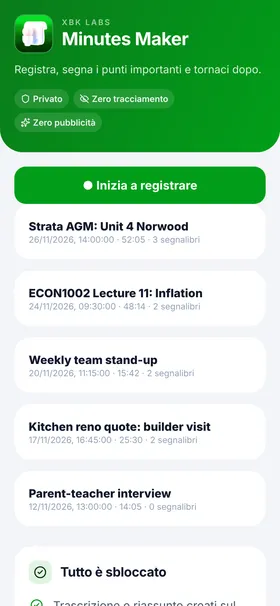 XBK LABS
Minutes Maker
Registra, segna i punti importanti e tornaci dopo.
Privato
Zero tracciamento
Zero pubblicità
Inizia a registrare
Strata AGM: Unit 4 Norwood
26/11/2026, 14:00:00 · 52:05 · 3 segnalibri
ECON1002 Lecture 11: Inflation
24/11/2026, 09:30:00 · 48:14 · 2 segnalibri
Weekly team stand-up
20/11/2026, 11:15:00 · 15:42 · 2 segnalibri
Kitchen reno quote: builder visit
17/11/2026, 16:45:00 · 25:30 · 2 segnalibri
Parent-teacher interview
12/11/2026, 13:00:00 · 14:05 · 0 segnalibri
Tutto è sbloccato
Trascrizione e riassunto creati sul